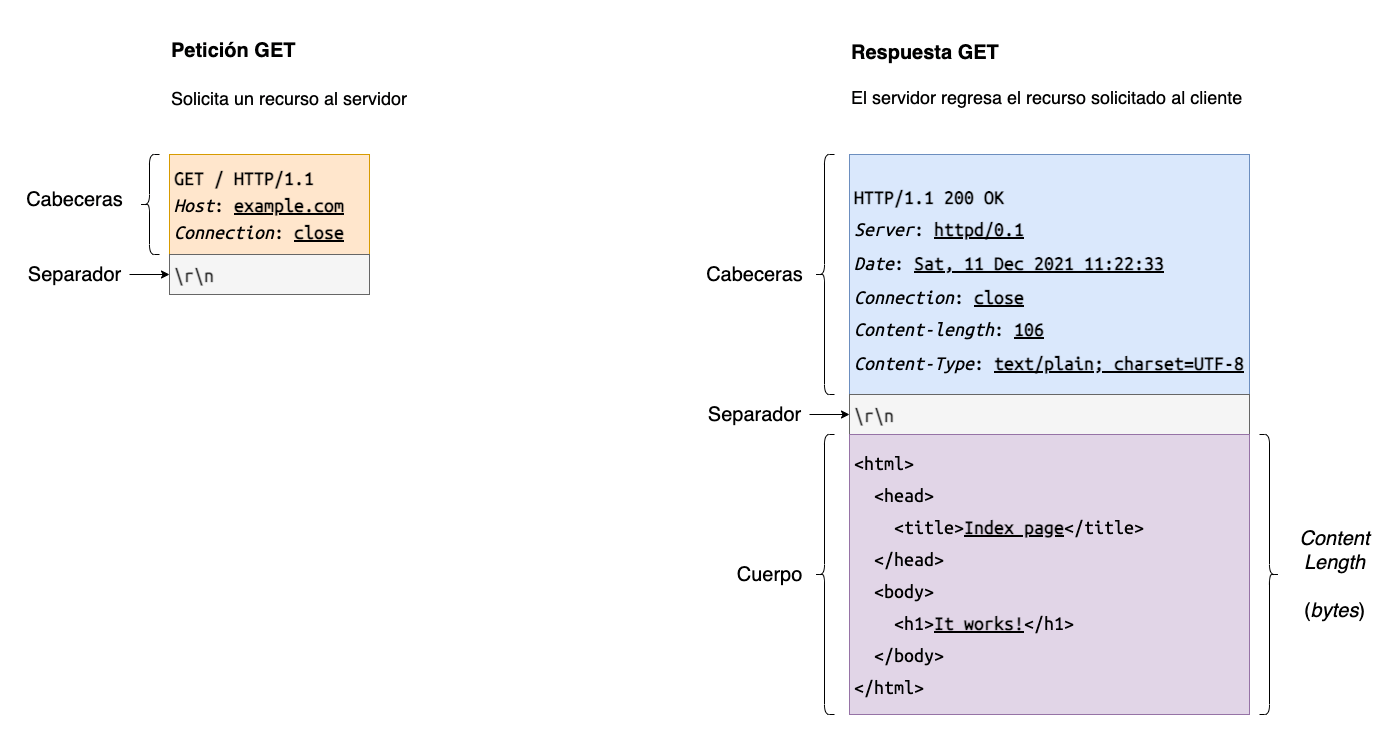 Petición GET
Solicita un recurso al servidor
Cabeceras
GET / HTTP/1.1
Host: example.com
Connection: close
Separador
\r\n
Respuesta GET
El servidor regresa el recurso solicitado al cliente
Cabeceras
HTTP/1.1 200 OK
Server: httpd/0.1
Date: Sat, 11 Dec 2021 11:22:33
Connection: close
Content-length: 106
Content-Type: text/plain; charset=UTF-8
Separador
\r\n
Cuerpo
<html>
  <head>
    <title>Index page</title>
  </head>
  <body>
    <h1>It works!</h1>
  </body>
</html>
Content
Length
(bytes)